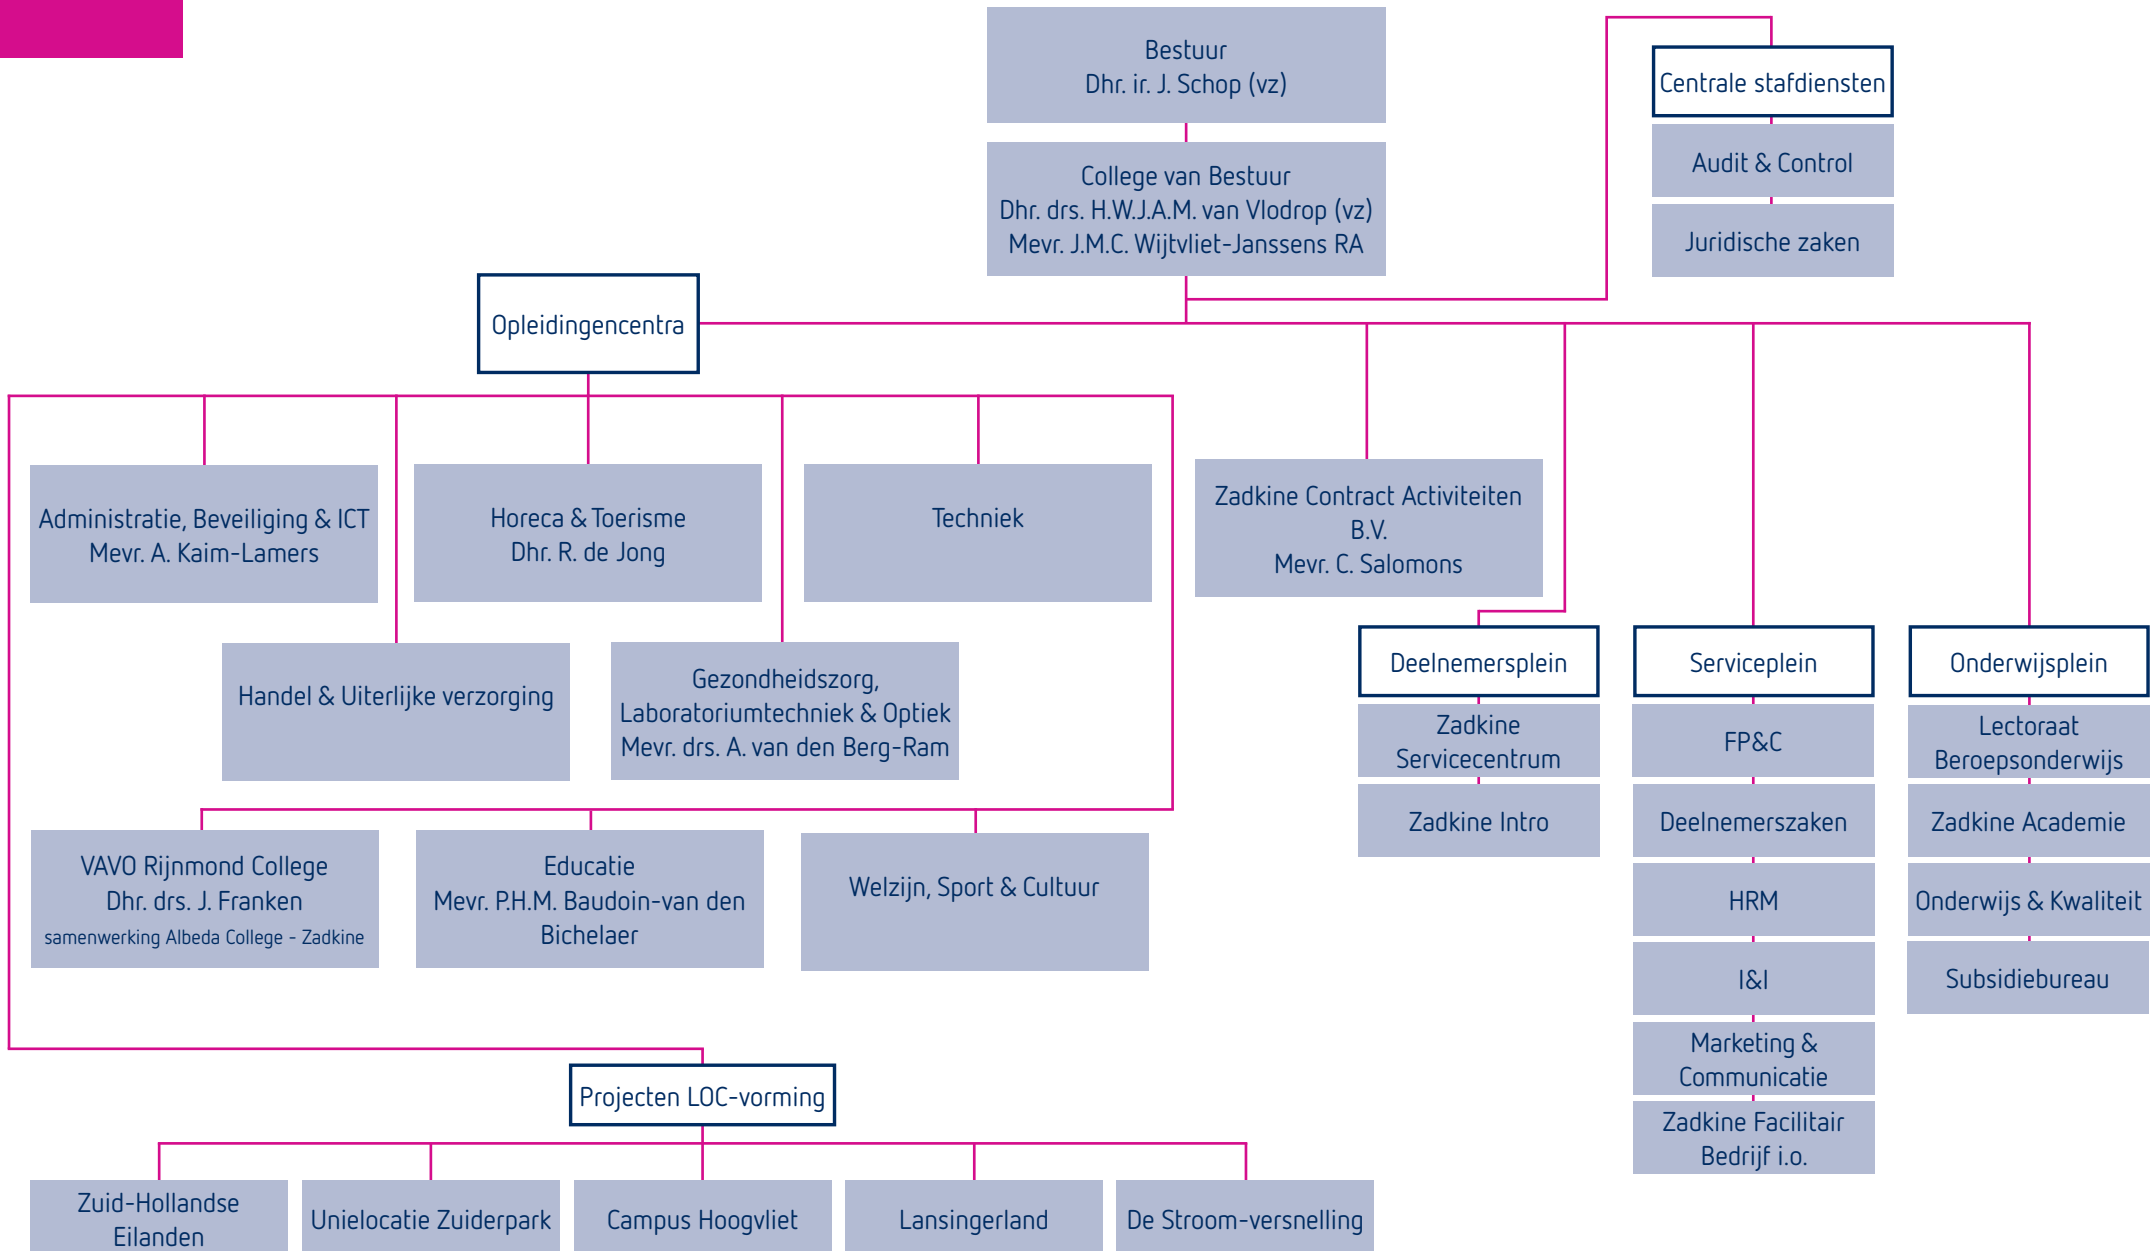 Bestuur
Dhr. ir. J. Schop (vz)
College van Bestuur
Dhr. drs. H.W.J.A.M. van Vlodrop (vz)
Mevr. J.M.C. Wijtvliet-Janssens RA
Centrale stafdiensten
Audit & Control
Juridische zaken
Opleidingencentra
Administratie, Beveiliging & ICT
Mevr. A. Kaim-Lamers
Horeca & Toerisme
Dhr. R. de Jong
Techniek
Handel & Uiterlijke verzorging
Gezondheidszorg,
Laboratoriumtechniek & Optiek
Mevr. drs. A. van den Berg-Ram
VAVO Rijnmond College
Dhr. drs. J. Franken
samenwerking Albeda College - Zadkine
Educatie
Mevr. P.H.M. Baudoin-van den
Bichelaer
Welzijn, Sport & Cultuur
Zadkine Contract Activiteiten
B.V.
Mevr. C. Salomons
Deelnemersplein
Zadkine
Servicecentrum
Zadkine Intro
Serviceplein
FP&C
Deelnemerszaken
HRM
I&I
Marketing &
Communicatie
Zadkine Facilitair
Bedrijf i.o.
Onderwijsplein
Lectoraat
Beroepsonderwijs
Zadkine Academie
Onderwijs & Kwaliteit
Subsidiebureau
Projecten LOC-vorming
Zuid-Hollandse
Eilanden
Unielocatie Zuiderpark
Campus Hoogvliet
Lansingerland
De Stroom-versnelling